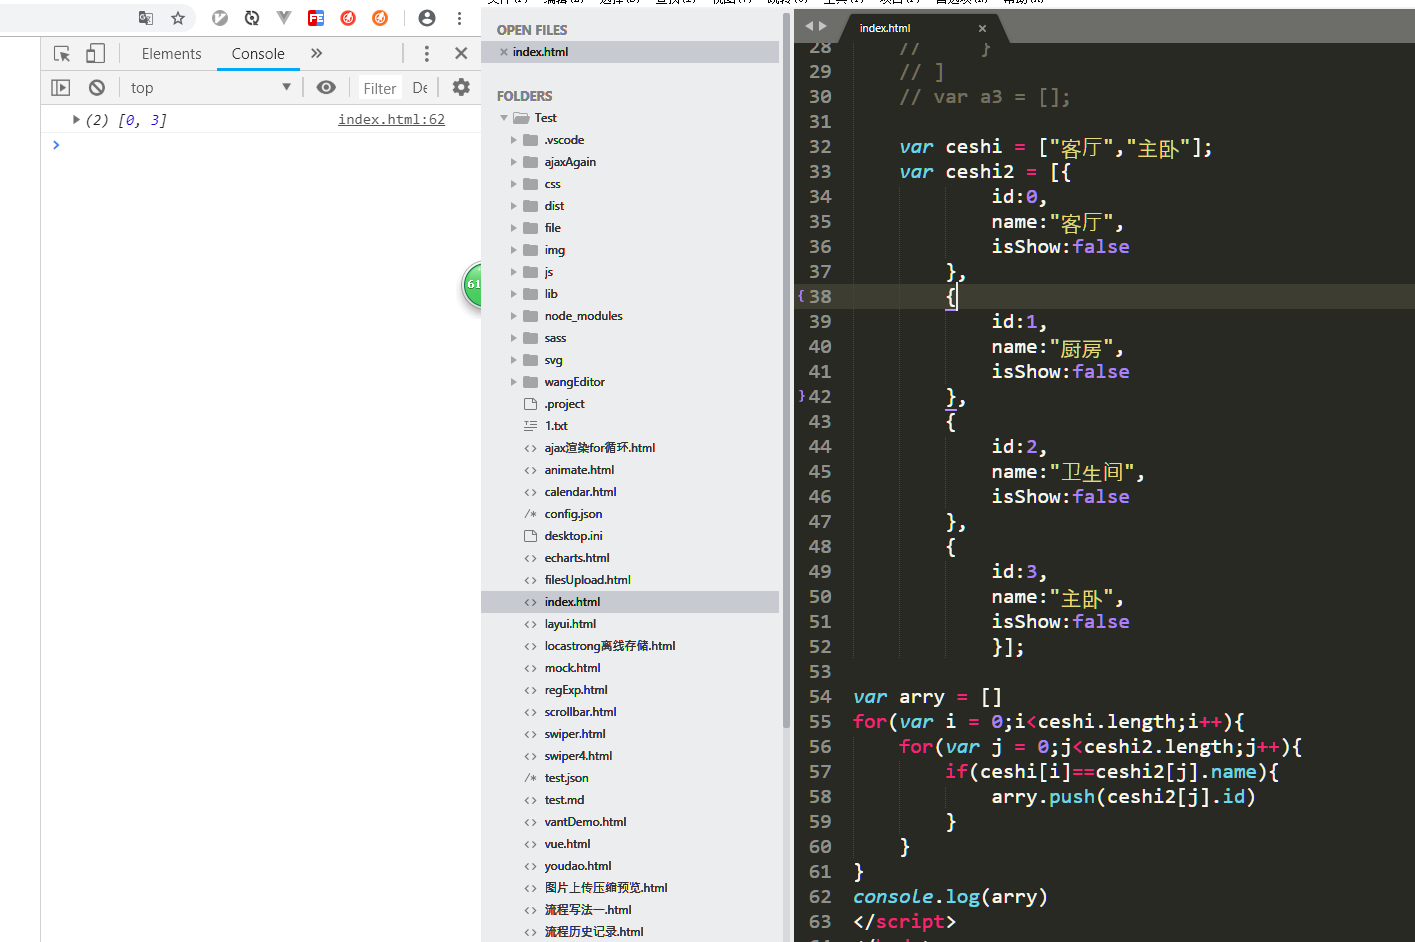 Elements
Console
top
Filter
De
(2) [0, 3]
index.html:62
61
OPEN FILES
index.html
FOLDERS
Test
.vscode
ajaxAgain
css
dist
file
img
js
lib
node_modules
sass
svg
wangEditor
.project
1.txt
ajax渲染for循环.html
animate.html
calendar.html
config.json
desktop.ini
echarts.html
filesUpload.html
index.html
layui.html
locastrong离线存储.html
mock.html
regExp.html
scrollbar.html
swiper.html
swiper4.html
test.json
test.md
vantDemo.html
vue.html
youdao.html
图片上传压缩预览.html
流程写法一.html
流程历史记录.html
index.html
28 // }
29 // ]
30 // var a3 = [];
31
32 var ceshi = ["客厅","主卧"];
33 var ceshi2 = [{
34 id:0,
35 name:"客厅",
36 isShow:false
37 },
38 {
39 id:1,
40 name:"厨房",
41 isShow:false
42 },
43 {
44 id:2,
45 name:"卫生间",
46 isShow:false
47 },
48 {
49 id:3,
50 name:"主卧",
51 isShow:false
52 }];
53
54 var arry = []
55 for(var i = 0;i<ceshi.length;i++){
56 for(var j = 0;j<ceshi2.length;j++){
57 if(ceshi[i]==ceshi2[j].name){
58 arry.push(ceshi2[j].id)
59 }
60 }
61 }
62 console.log(arry)
63 </script>